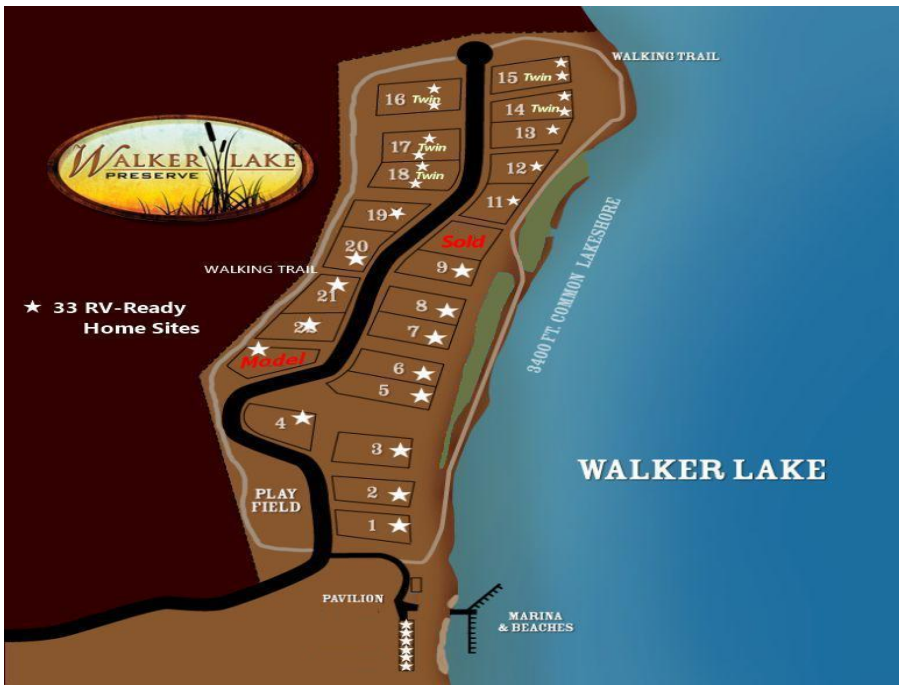 WALKING TRAIL
15 Twin
16 Twin
14 Twin
13
WALKER LAKE
PRESERVE
17 Twin
18 Twin
12
11
19
Sold
20
9
WALKING TRAIL
3400 FT. COMMON LAKESHORE
21
8
33 RV-Ready
Home Sites
22
7
Model
6
5
4
3
WALKER LAKE
PLAY
FIELD
2
1
PAVILION
MARINA
& BEACHES